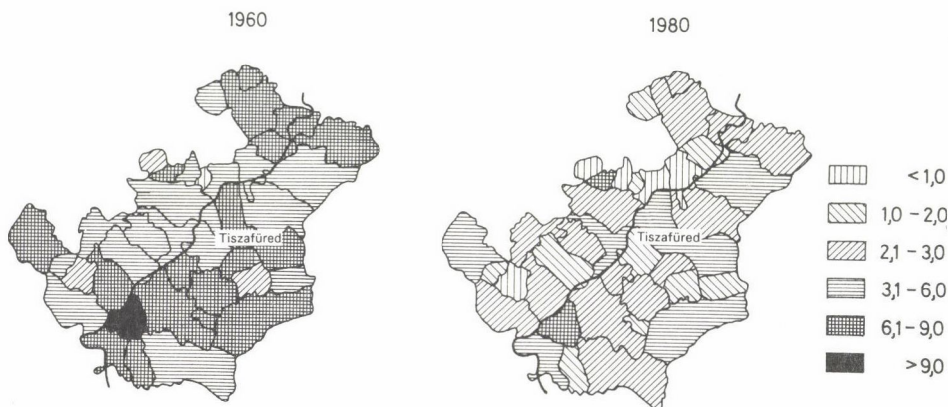 1960
1980
Tiszafüred
Tiszafüred
< 1,0
1,0 – 2,0
2,1 – 3,0
3,1 – 6,0
6,1 – 9,0
> 9,0